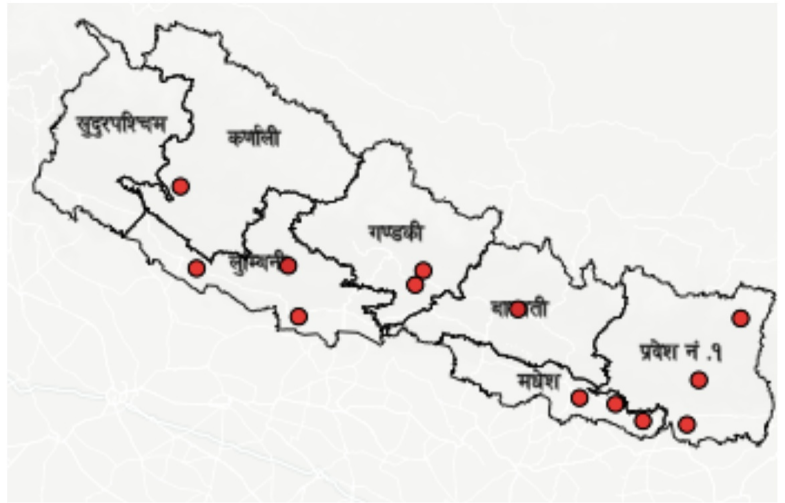 सुदुरपश्चिम
कर्णाली
गण्डकी
लुम्बिनी
प्रदेश नं .१
मधेश